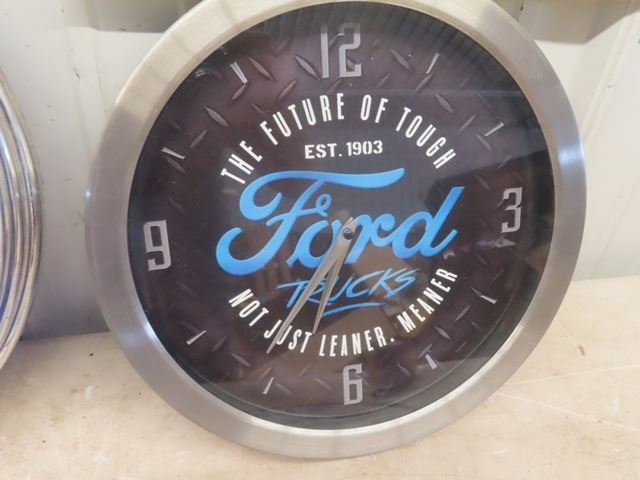 12
THE FUTURE OF TOUGH
EST. 1903
9
Ford
3
TRUCKS
NOT JUST LEANER. MEANER
6